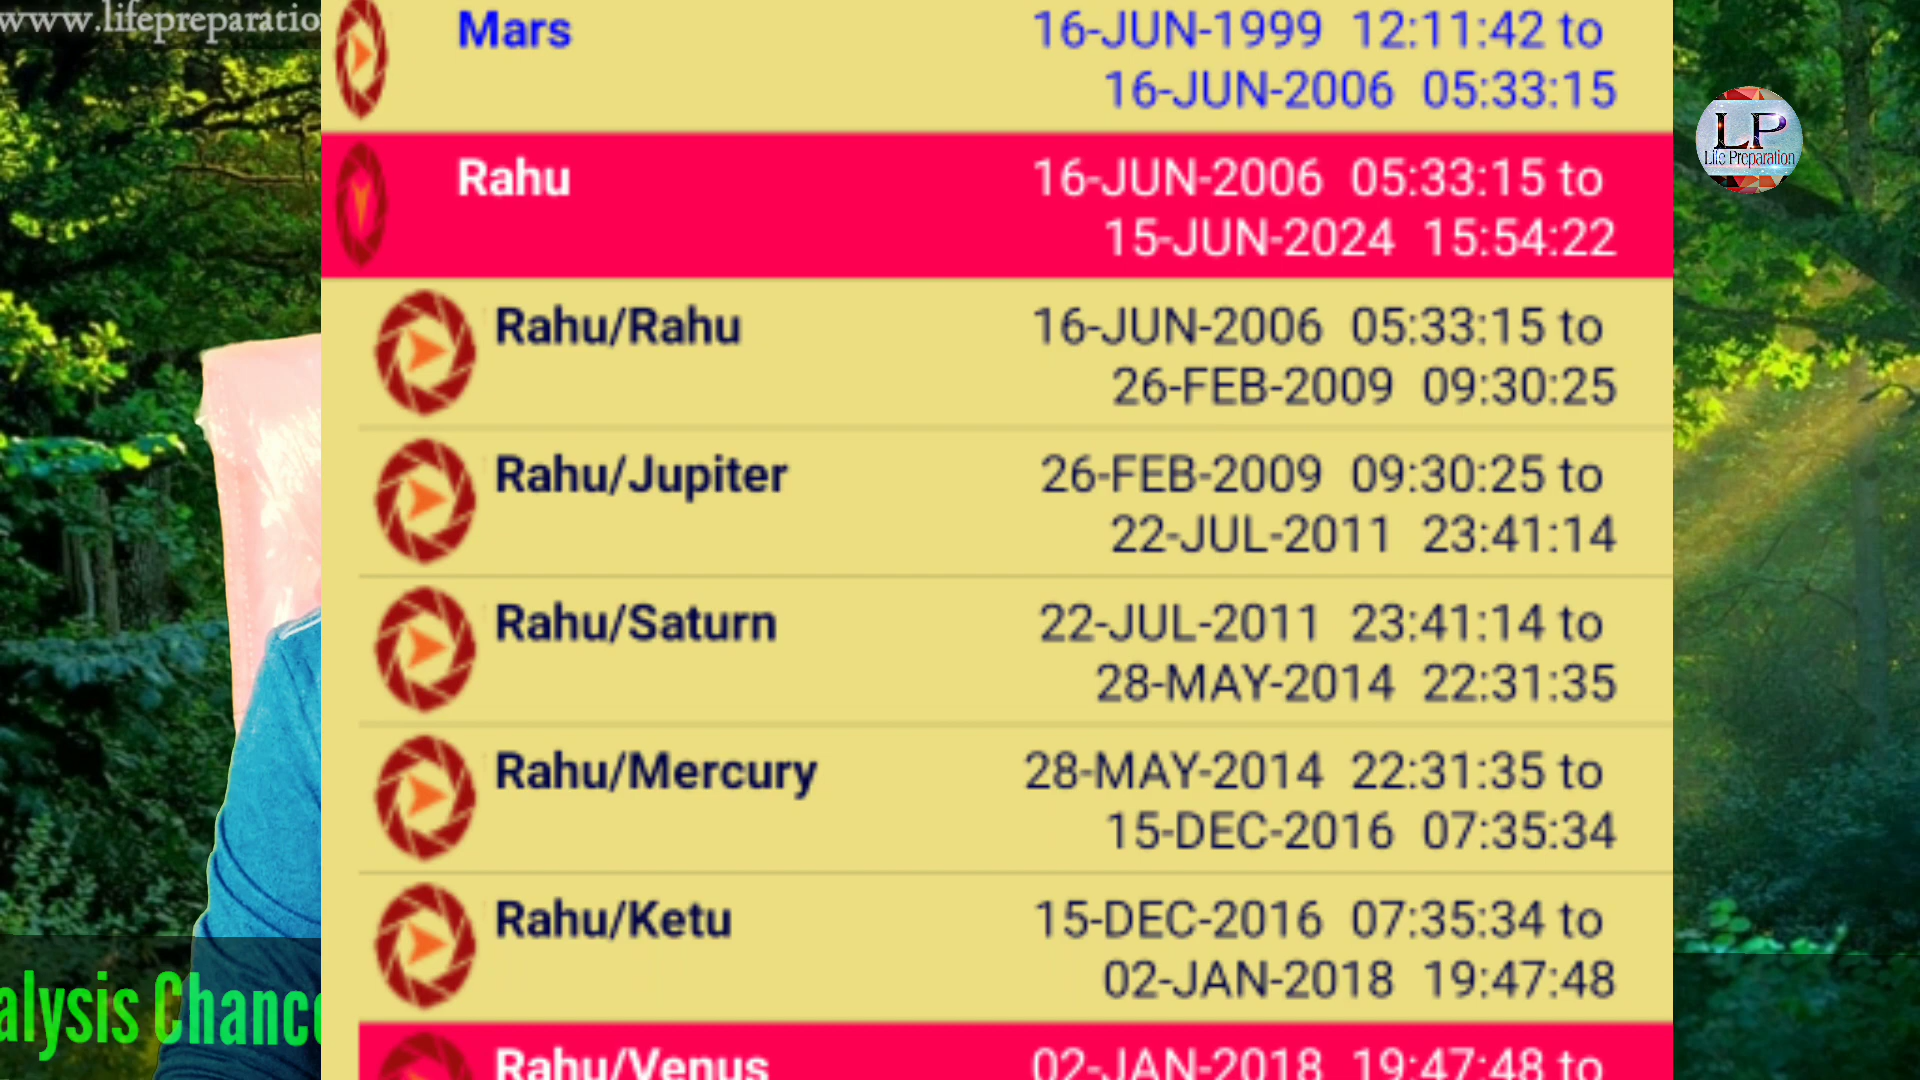 www.lifepreparatio
Mars 16-JUN-1999 12:11:42 to
16-JUN-2006 05:33:15
LP
Life Preparation
Rahu 16-JUN-2006 05:33:15 to
15-JUN-2024 15:54:22
Rahu/Rahu 16-JUN-2006 05:33:15 to
26-FEB-2009 09:30:25
Rahu/Jupiter 26-FEB-2009 09:30:25 to
22-JUL-2011 23:41:14
Rahu/Saturn 22-JUL-2011 23:41:14 to
28-MAY-2014 22:31:35
Rahu/Mercury 28-MAY-2014 22:31:35 to
15-DEC-2016 07:35:34
Rahu/Ketu 15-DEC-2016 07:35:34 to
02-JAN-2018 19:47:48
alysis Chance
Rahu/Venus 02-JAN-2018 19:47:48 to